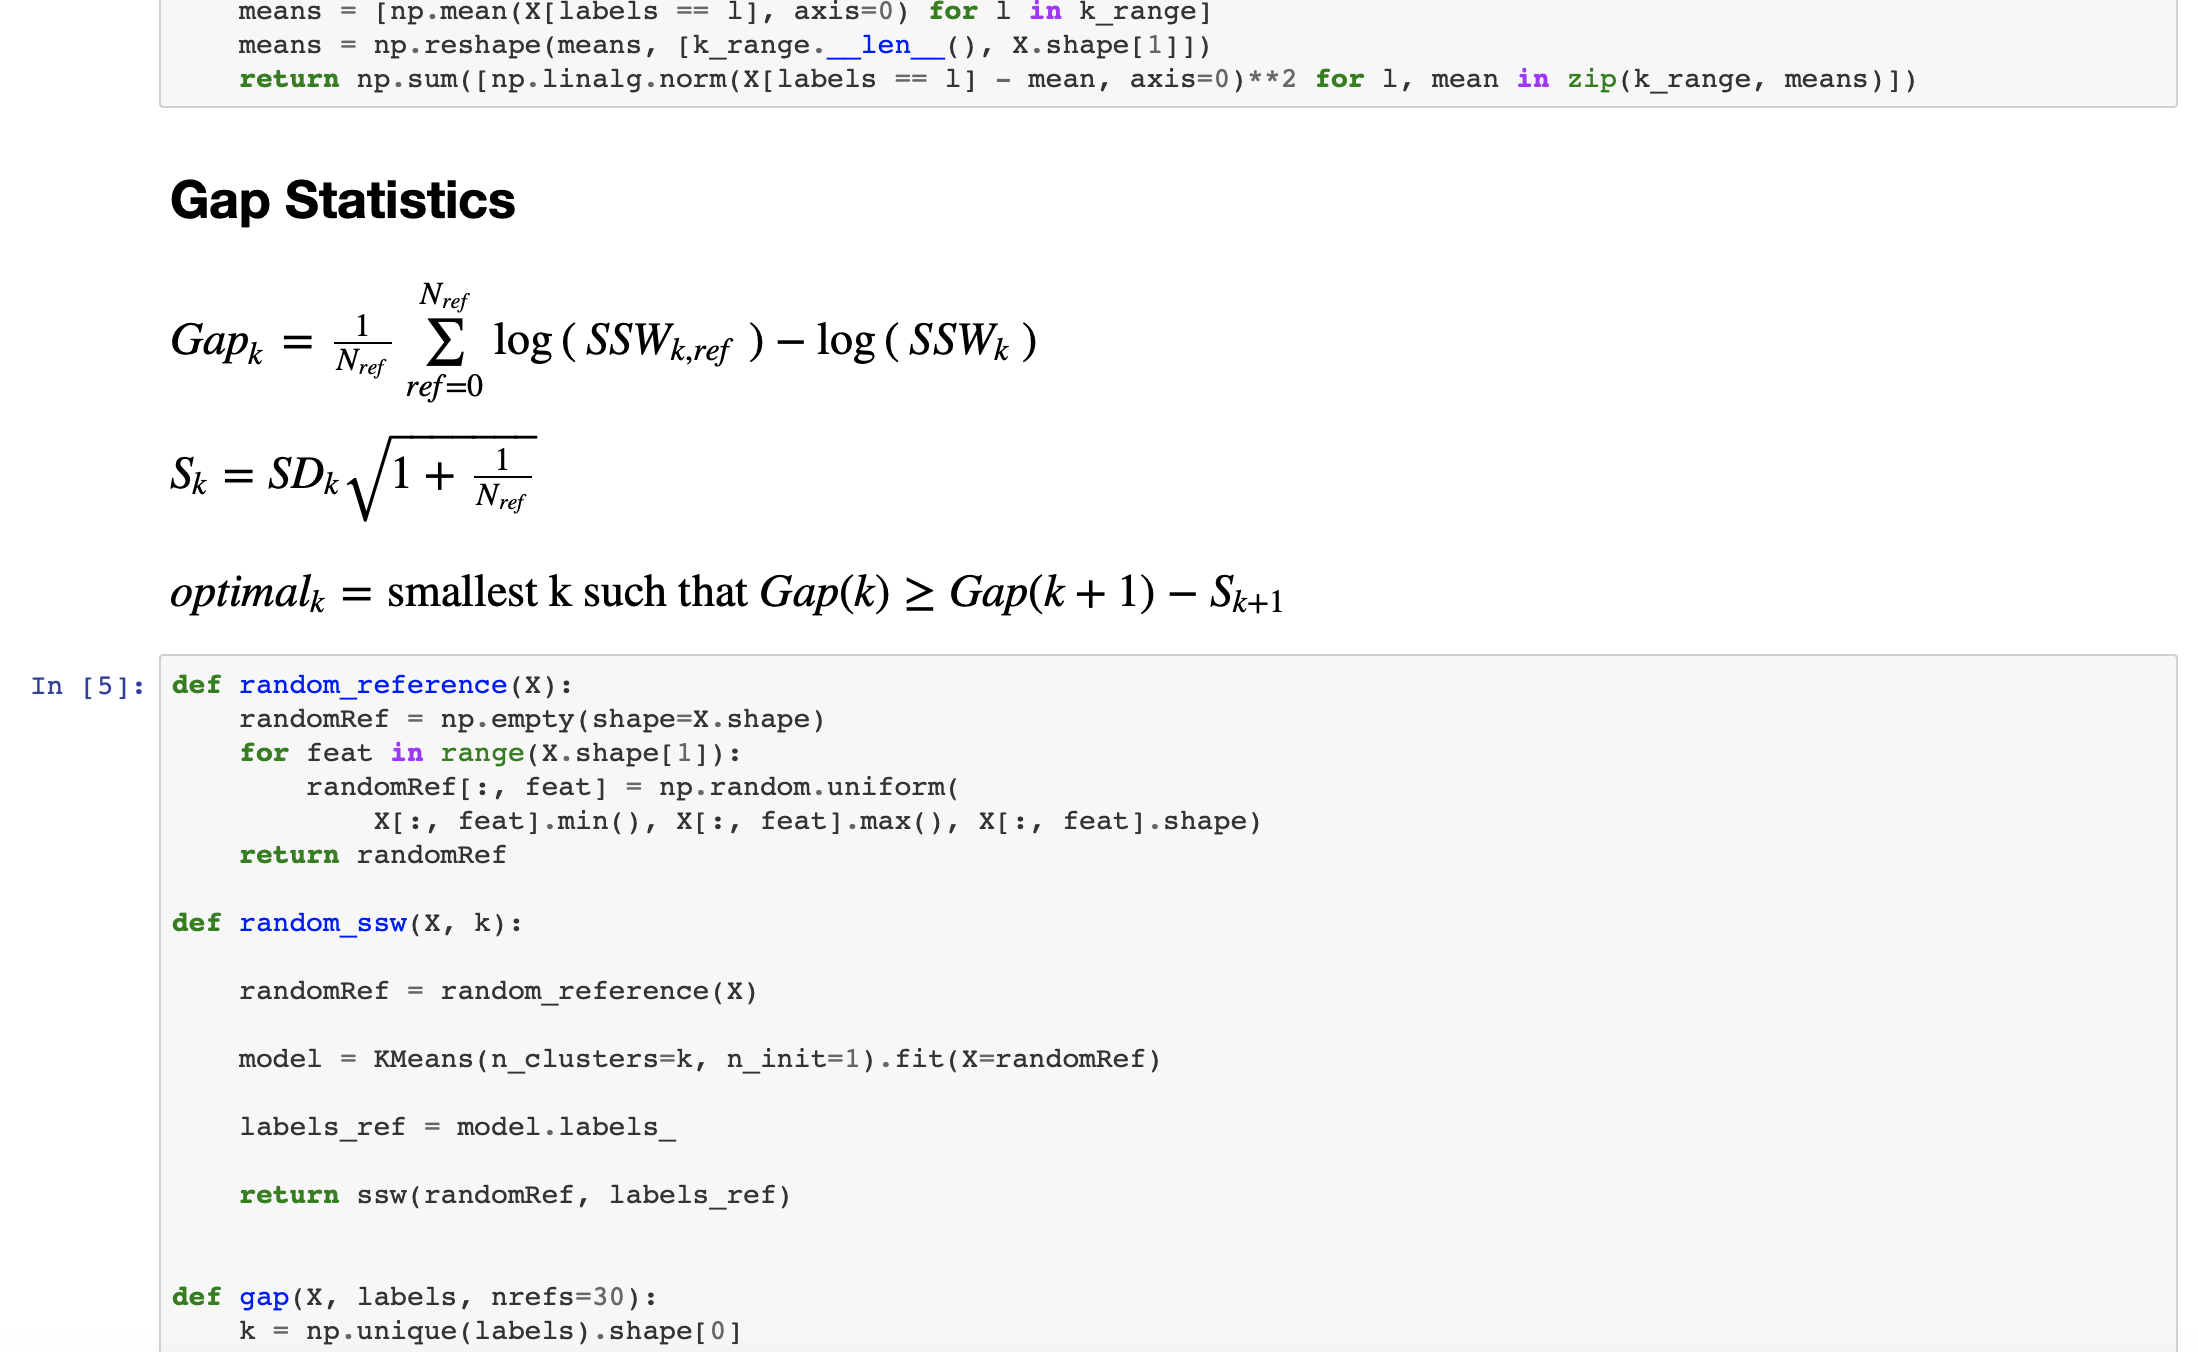 means = [np.mean(X[labels == l], axis=0) for l in k_range]
    means = np.reshape(means, [k_range.__len__(), X.shape[1]])
    return np.sum([np.linalg.norm(X[labels == l] - mean, axis=0)**2 for l, mean in zip(k_range, means)])
Gap Statistics
Gap_k = \frac{1}{N_{ref}} \sum_{ref=0}^{N_{ref}} log ( SSW_{k,ref} ) − log ( SSW_k )
S_k = SD_k \sqrt{1 + \frac{1}{N_{ref}}}
optimal_k = smallest k such that Gap(k) ≥ Gap(k + 1) − S_{k+1}
In [5]: def random_reference(X):
    randomRef = np.empty(shape=X.shape)
    for feat in range(X.shape[1]):
        randomRef[:, feat] = np.random.uniform(
            X[:, feat].min(), X[:, feat].max(), X[:, feat].shape)
    return randomRef
def random_ssw(X, k):
    randomRef = random_reference(X)
    model = KMeans(n_clusters=k, n_init=1).fit(X=randomRef)
    labels_ref = model.labels_
    return ssw(randomRef, labels_ref)
def gap(X, labels, nrefs=30):
    k = np.unique(labels).shape[0]